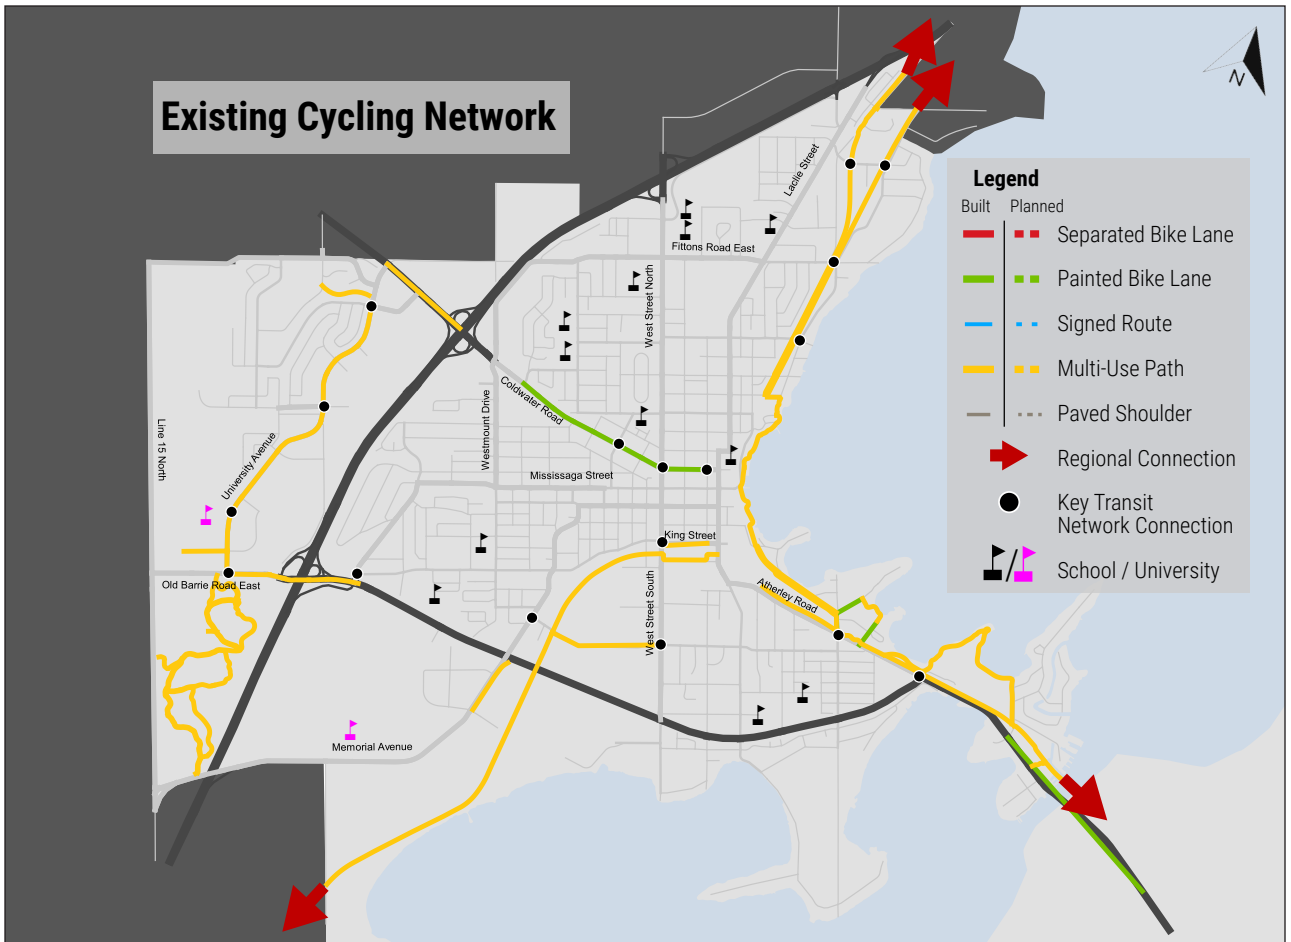 Existing Cycling Network
N
Legend
Built Planned
Separated Bike Lane
Painted Bike Lane
Signed Route
Multi-Use Path
Paved Shoulder
Regional Connection
Key Transit
Network Connection
School / University
Laclie Street
Fittons Road East
West Street North
Coldwater Road
Westmount Drive
Line 15 North
University Avenue
Mississaga Street
King Street
Old Barrie Road East
Atherley Road
West Street South
Memorial Avenue